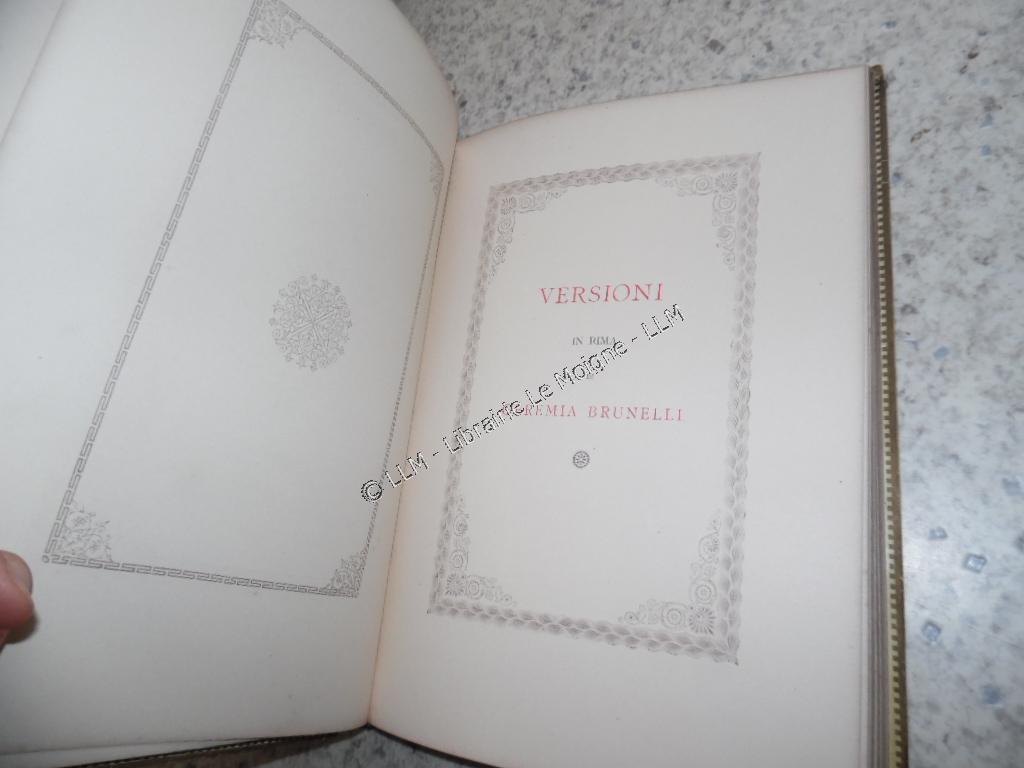 VERSIONI
IN RIMA
BRUNELLI
© LLM - Librairie Le Moigne - LLM